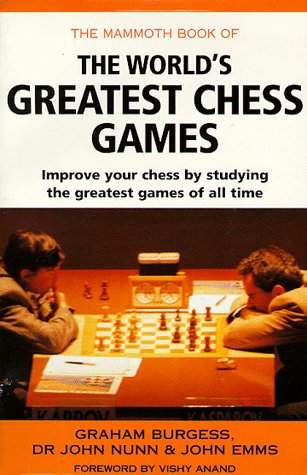 THE MAMMOTH BOOK OF
THE WORLD'S
GREATEST CHESS
GAMES
Improve your chess by studying
the greatest games of all time
KARPOV
KASPAROV
GRAHAM BURGESS,
DR JOHN NUNN & JOHN EMMS
FOREWORD BY VISHY ANAND